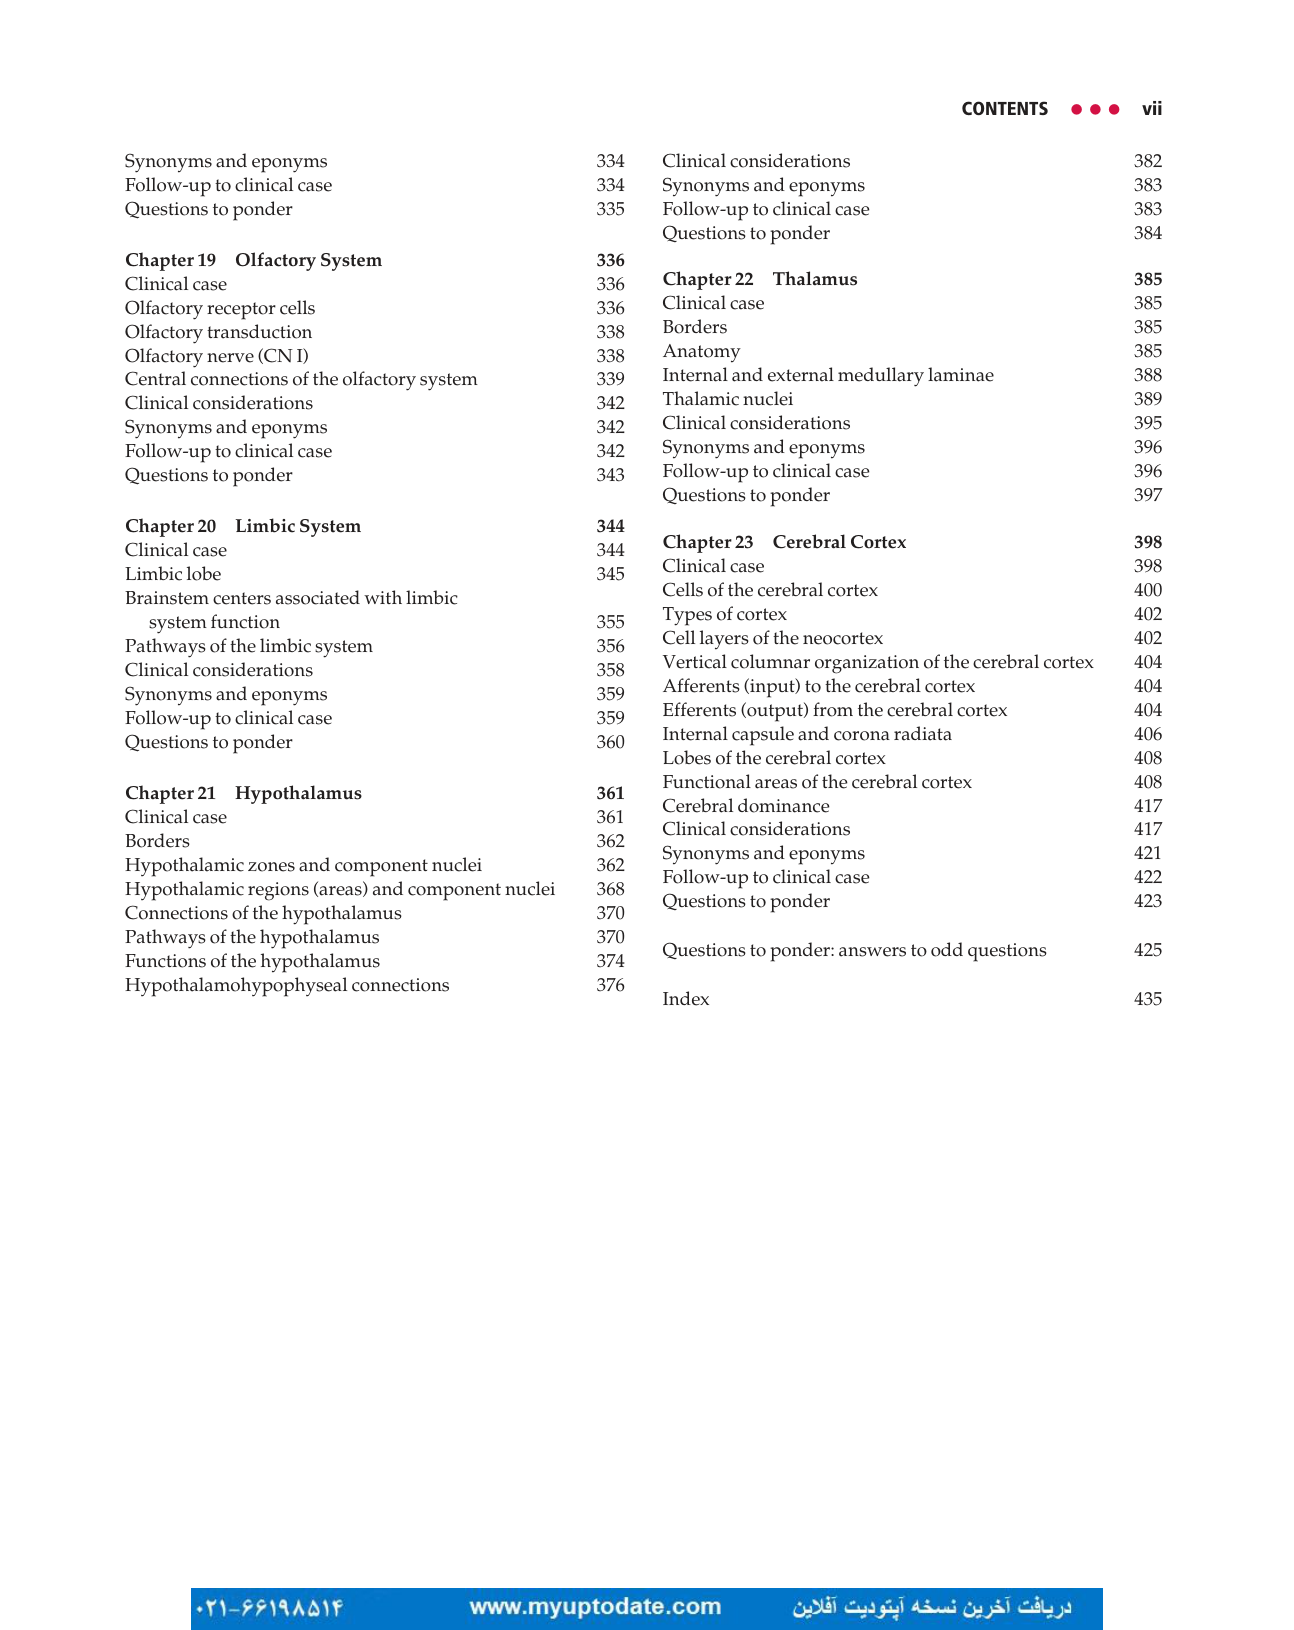 CONTENTS ● ● ● vii
Synonyms and eponyms 334
Follow-up to clinical case 334
Questions to ponder 335
Chapter 19 Olfactory System 336
Clinical case 336
Olfactory receptor cells 336
Olfactory transduction 338
Olfactory nerve (CN I) 338
Central connections of the olfactory system 339
Clinical considerations 342
Synonyms and eponyms 342
Follow-up to clinical case 342
Questions to ponder 343
Chapter 20 Limbic System 344
Clinical case 344
Limbic lobe 345
Brainstem centers associated with limbic
system function 355
Pathways of the limbic system 356
Clinical considerations 358
Synonyms and eponyms 359
Follow-up to clinical case 359
Questions to ponder 360
Chapter 21 Hypothalamus 361
Clinical case 361
Borders 362
Hypothalamic zones and component nuclei 362
Hypothalamic regions (areas) and component nuclei 368
Connections of the hypothalamus 370
Pathways of the hypothalamus 370
Functions of the hypothalamus 374
Hypothalamohypophyseal connections 376
Clinical considerations 382
Synonyms and eponyms 383
Follow-up to clinical case 383
Questions to ponder 384
Chapter 22 Thalamus 385
Clinical case 385
Borders 385
Anatomy 385
Internal and external medullary laminae 388
Thalamic nuclei 389
Clinical considerations 395
Synonyms and eponyms 396
Follow-up to clinical case 396
Questions to ponder 397
Chapter 23 Cerebral Cortex 398
Clinical case 398
Cells of the cerebral cortex 400
Types of cortex 402
Cell layers of the neocortex 402
Vertical columnar organization of the cerebral cortex 404
Afferents (input) to the cerebral cortex 404
Efferents (output) from the cerebral cortex 404
Internal capsule and corona radiata 406
Lobes of the cerebral cortex 408
Functional areas of the cerebral cortex 408
Cerebral dominance 417
Clinical considerations 417
Synonyms and eponyms 421
Follow-up to clinical case 422
Questions to ponder 423
Questions to ponder: answers to odd questions 425
Index 435
۰۲۱-۶۶۱۹۸۵۱۴ www.myuptodate.com دریافت آخرین نسخه آپتودیت آفلاین